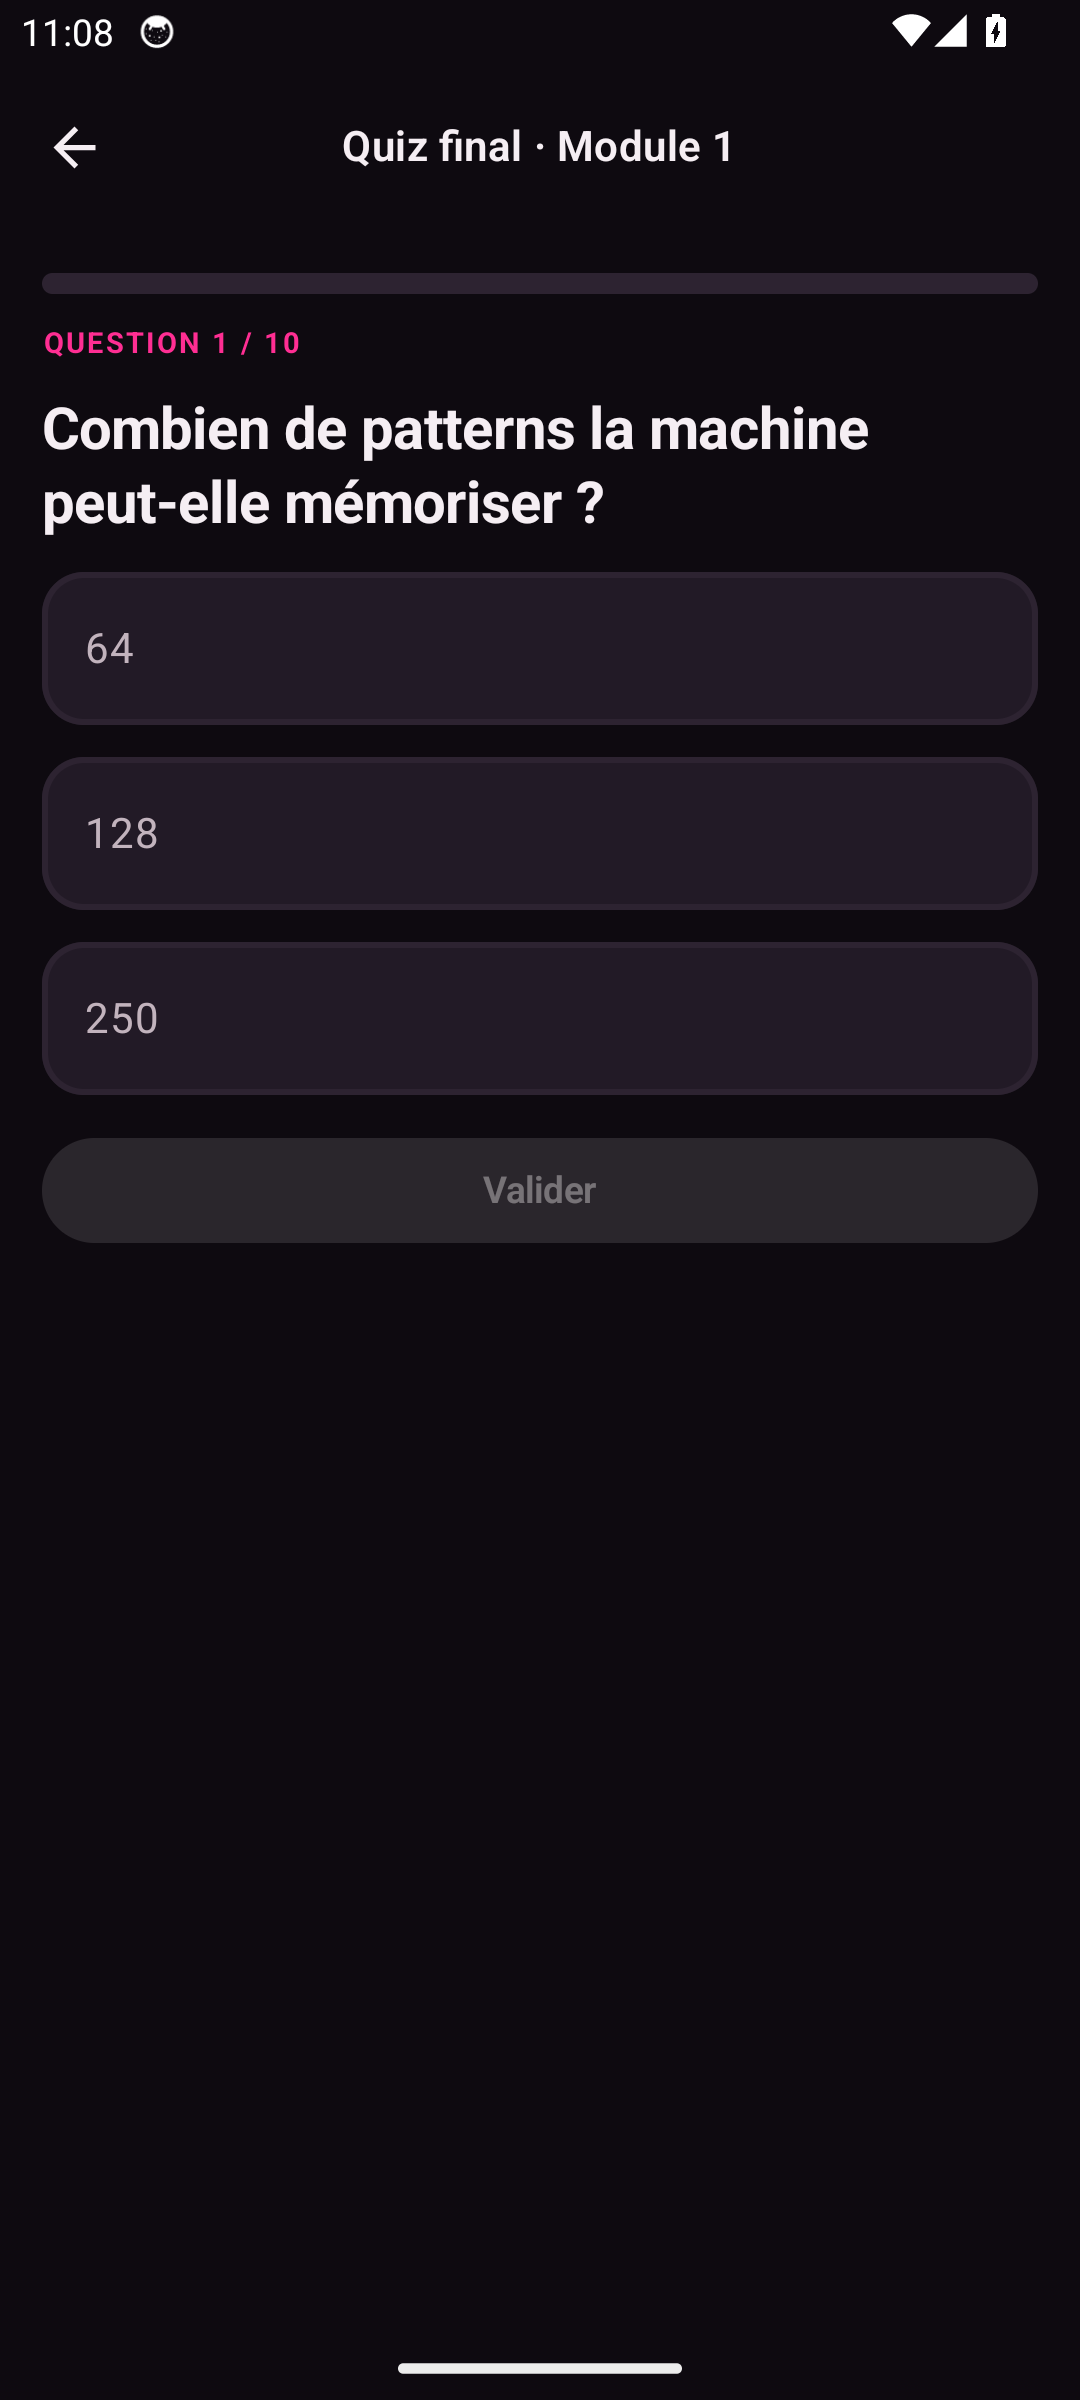 11:08
Quiz final · Module 1
QUESTION 1 / 10
Combien de patterns la machine
peut-elle mémoriser ?
64
128
250
Valider